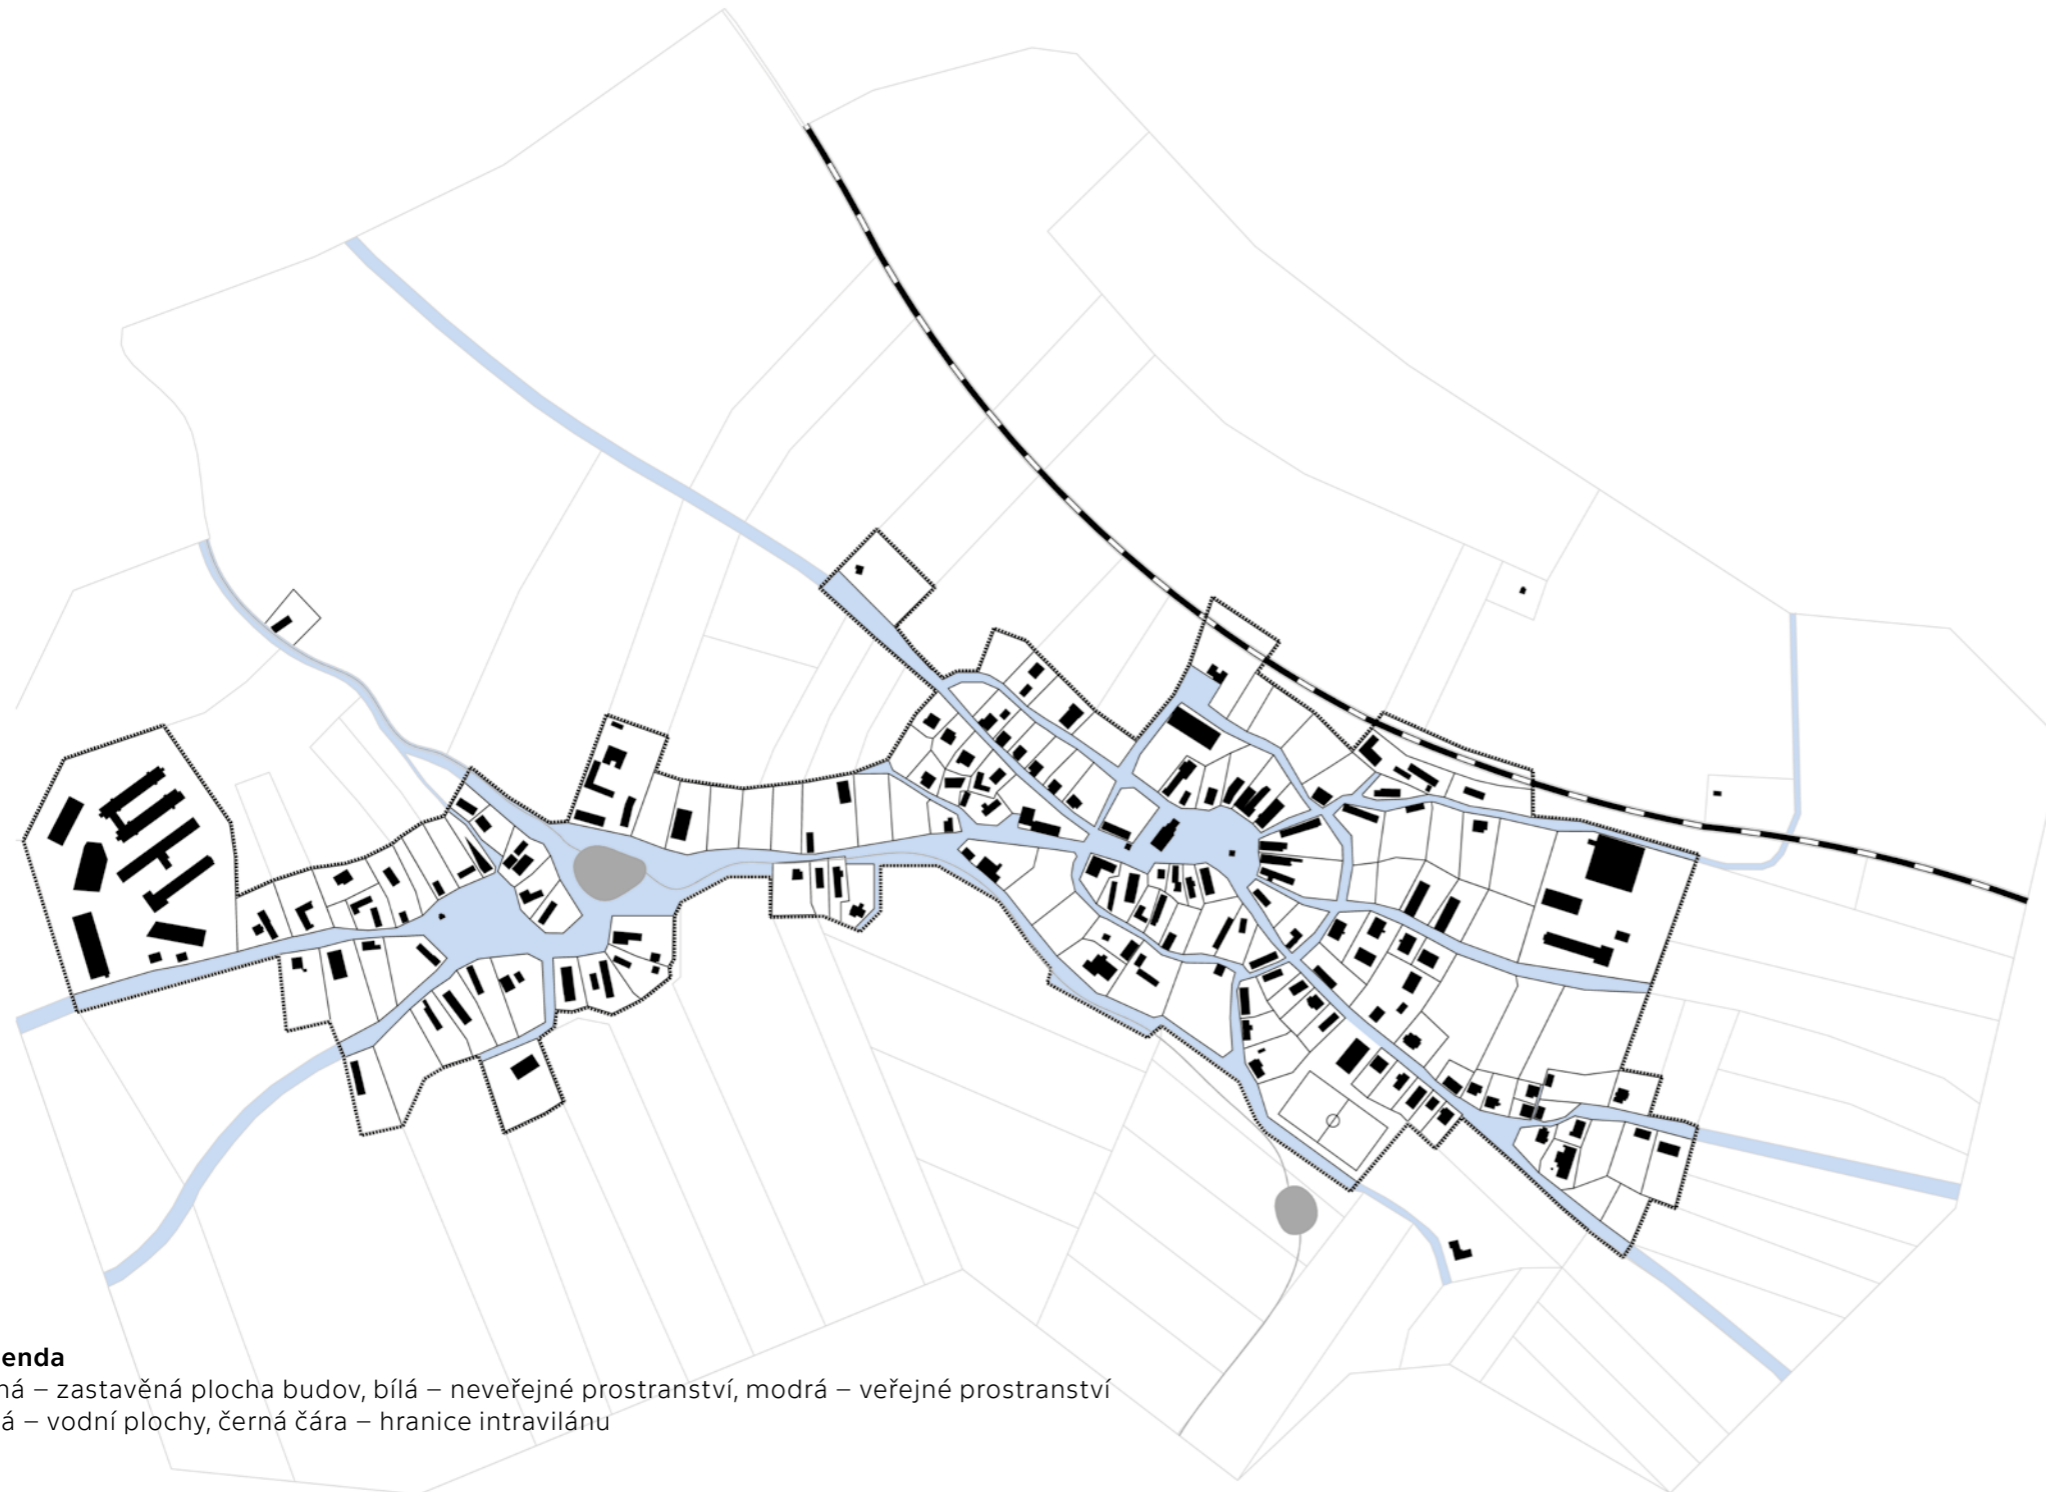 enda
ná – zastavěná plocha budov, bílá – neveřejné prostranství, modrá – veřejné prostranství
á – vodní plochy, černá čára – hranice intravilánu